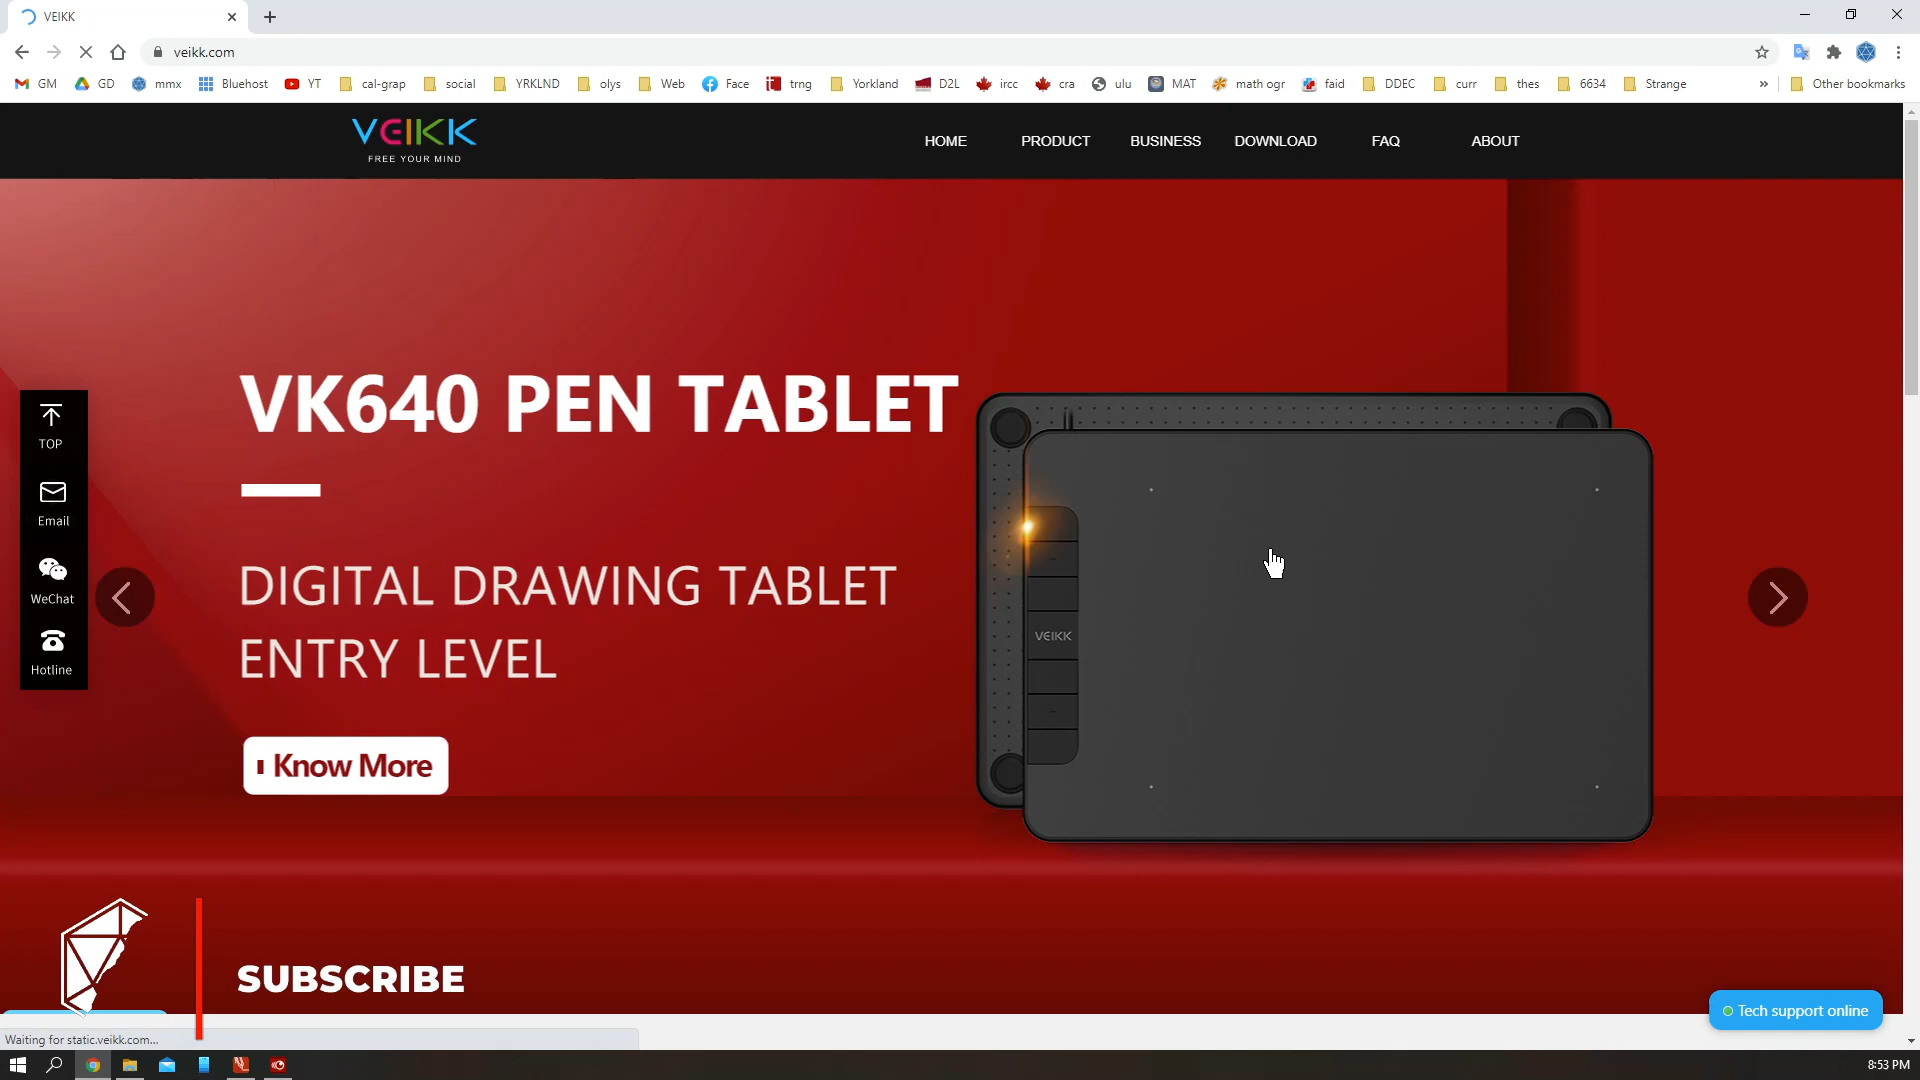 VEIKK
veikk.com
GM GD mmx Bluehost YT cal-grap social YRKLND olys Web Face trng Yorkland D2L ircc cra ulu MAT math ogr faid DDEC curr thes 6634 Strange » Other bookmarks
VEIKK
FREE YOUR MIND
HOME PRODUCT BUSINESS DOWNLOAD FAQ ABOUT
VK640 PEN TABLET
DIGITAL DRAWING TABLET
ENTRY LEVEL
Know More
VEIKK
TOP
Email
WeChat
Hotline
SUBSCRIBE
Tech support online
Waiting for static.veikk.com...
8:53 PM